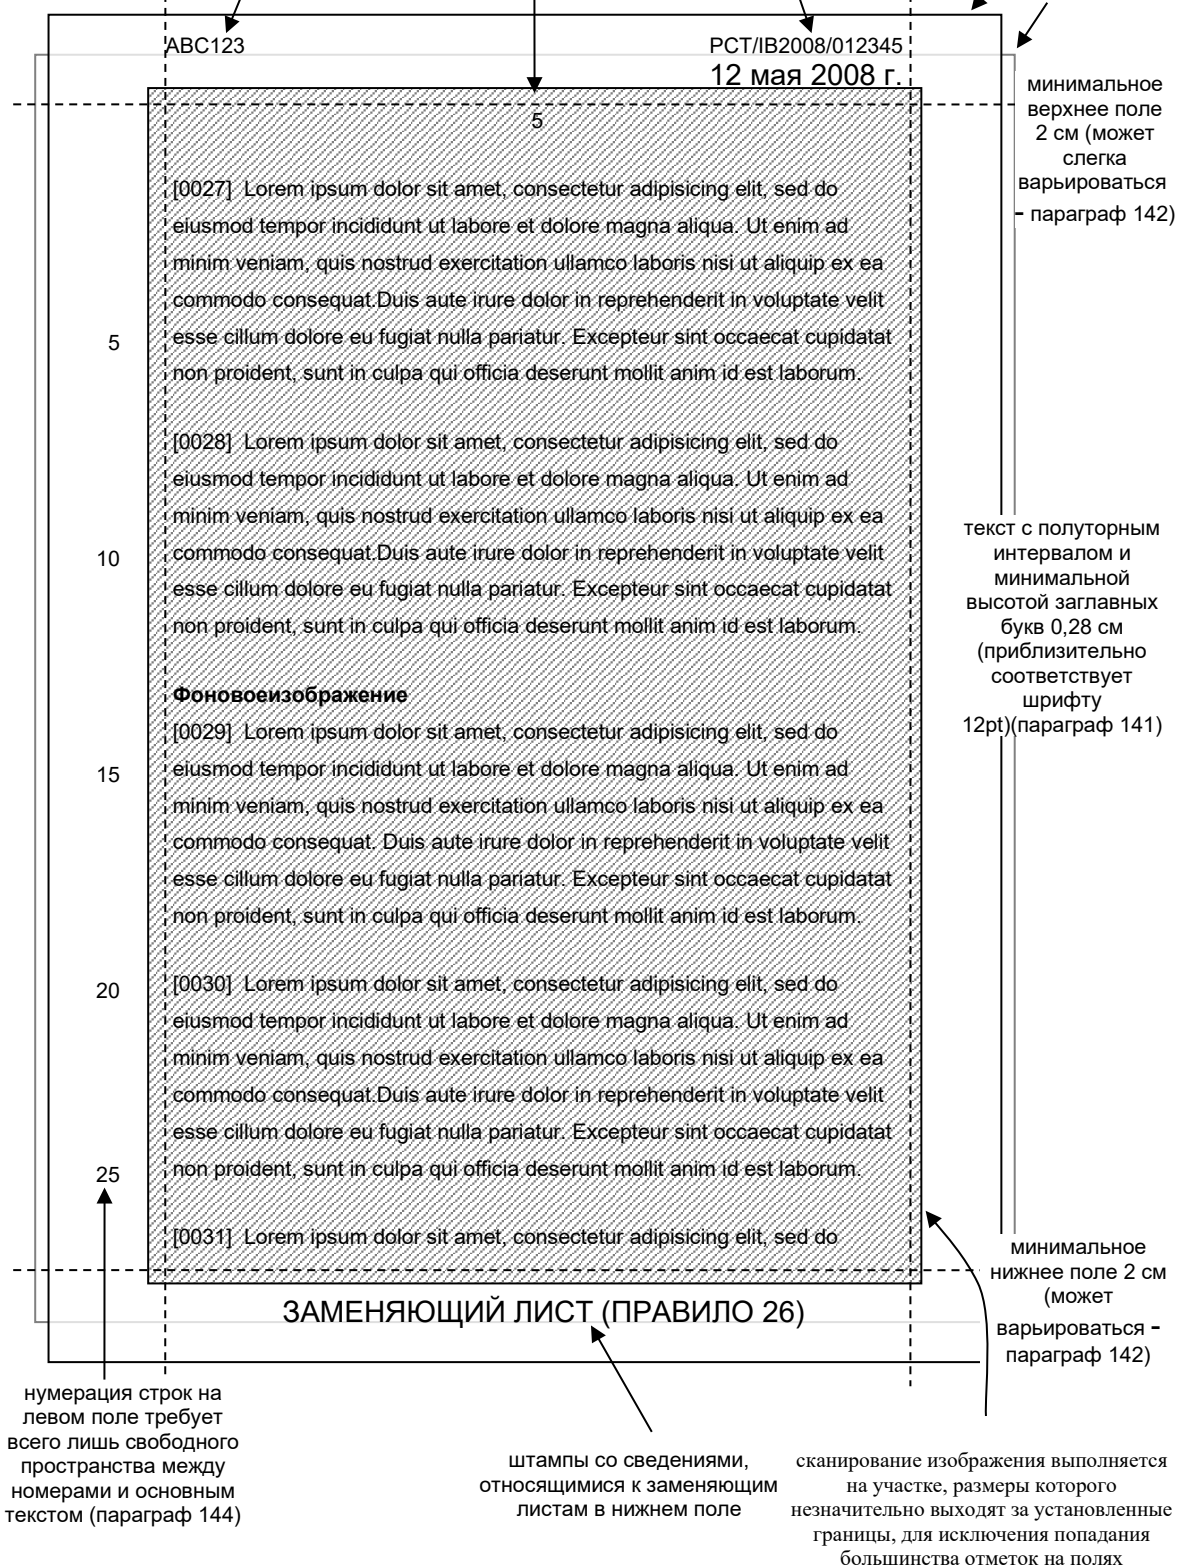 ABC123
PCT/IB2008/012345
12 мая 2008 г.
5
[0027] Lorem ipsum dolor sit amet, consectetur adipisicing elit, sed do
eiusmod tempor incididunt ut labore et dolore magna aliqua. Ut enim ad
minim veniam, quis nostrud exercitation ullamco laboris nisi ut aliquip ex ea
commodo consequat.Duis aute irure dolor in reprehenderit in voluptate velit
5
esse cillum dolore eu fugiat nulla pariatur. Excepteur sint occaecat cupidatat
non proident, sunt in culpa qui officia deserunt mollit anim id est laborum.
[0028] Lorem ipsum dolor sit amet, consectetur adipisicing elit, sed do
eiusmod tempor incididunt ut labore et dolore magna aliqua. Ut enim ad
minim veniam, quis nostrud exercitation ullamco laboris nisi ut aliquip ex ea
10
commodo consequat.Duis aute irure dolor in reprehenderit in voluptate velit
esse cillum dolore eu fugiat nulla pariatur. Excepteur sint occaecat cupidatat
non proident, sunt in culpa qui officia deserunt mollit anim id est laborum.
Фоновоеизображение
[0029] Lorem ipsum dolor sit amet, consectetur adipisicing elit, sed do
15
eiusmod tempor incididunt ut labore et dolore magna aliqua. Ut enim ad
minim veniam, quis nostrud exercitation ullamco laboris nisi ut aliquip ex ea
commodo consequat. Duis aute irure dolor in reprehenderit in voluptate velit
esse cillum dolore eu fugiat nulla pariatur. Excepteur sint occaecat cupidatat
non proident, sunt in culpa qui officia deserunt mollit anim id est laborum.
20
[0030] Lorem ipsum dolor sit amet, consectetur adipisicing elit, sed do
eiusmod tempor incididunt ut labore et dolore magna aliqua. Ut enim ad
minim veniam, quis nostrud exercitation ullamco laboris nisi ut aliquip ex ea
commodo consequat.Duis aute irure dolor in reprehenderit in voluptate velit
esse cillum dolore eu fugiat nulla pariatur. Excepteur sint occaecat cupidatat
25
non proident, sunt in culpa qui officia deserunt mollit anim id est laborum.
[0031] Lorem ipsum dolor sit amet, consectetur adipisicing elit, sed do
ЗАМЕНЯЮЩИЙ ЛИСТ (ПРАВИЛО 26)
минимальное
верхнее поле
2 см (может
слегка
варьироваться
- параграф 142)
текст с полуторным
интервалом и
минимальной
высотой заглавных
букв 0,28 см
(приблизительно
соответствует
шрифту
12pt)(параграф 141)
минимальное
нижнее поле 2 см
(может
варьироваться -
параграф 142)
нумерация строк на
левом поле требует
всего лишь свободного
пространства между
номерами и основным
текстом (параграф 144)
штампы со сведениями,
относящимися к заменяющим
листам в нижнем поле
сканирование изображения выполняется
на участке, размеры которого
незначительно выходят за установленные
границы, для исключения попадания
большинства отметок на полях